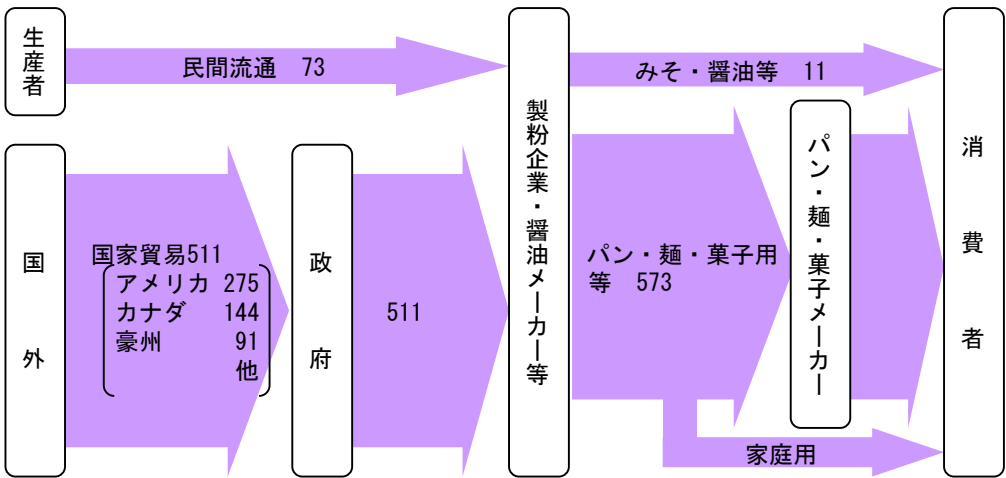 生産者
民間流通　73
国外
国家貿易511
アメリカ 275
カナダ 144
豪州 91
他
政府
511
製粉企業・醤油メーカー等
みそ・醤油等　11
パン・麺・菓子用
等　573
パン・麺・菓子メーカー
家庭用
消費者